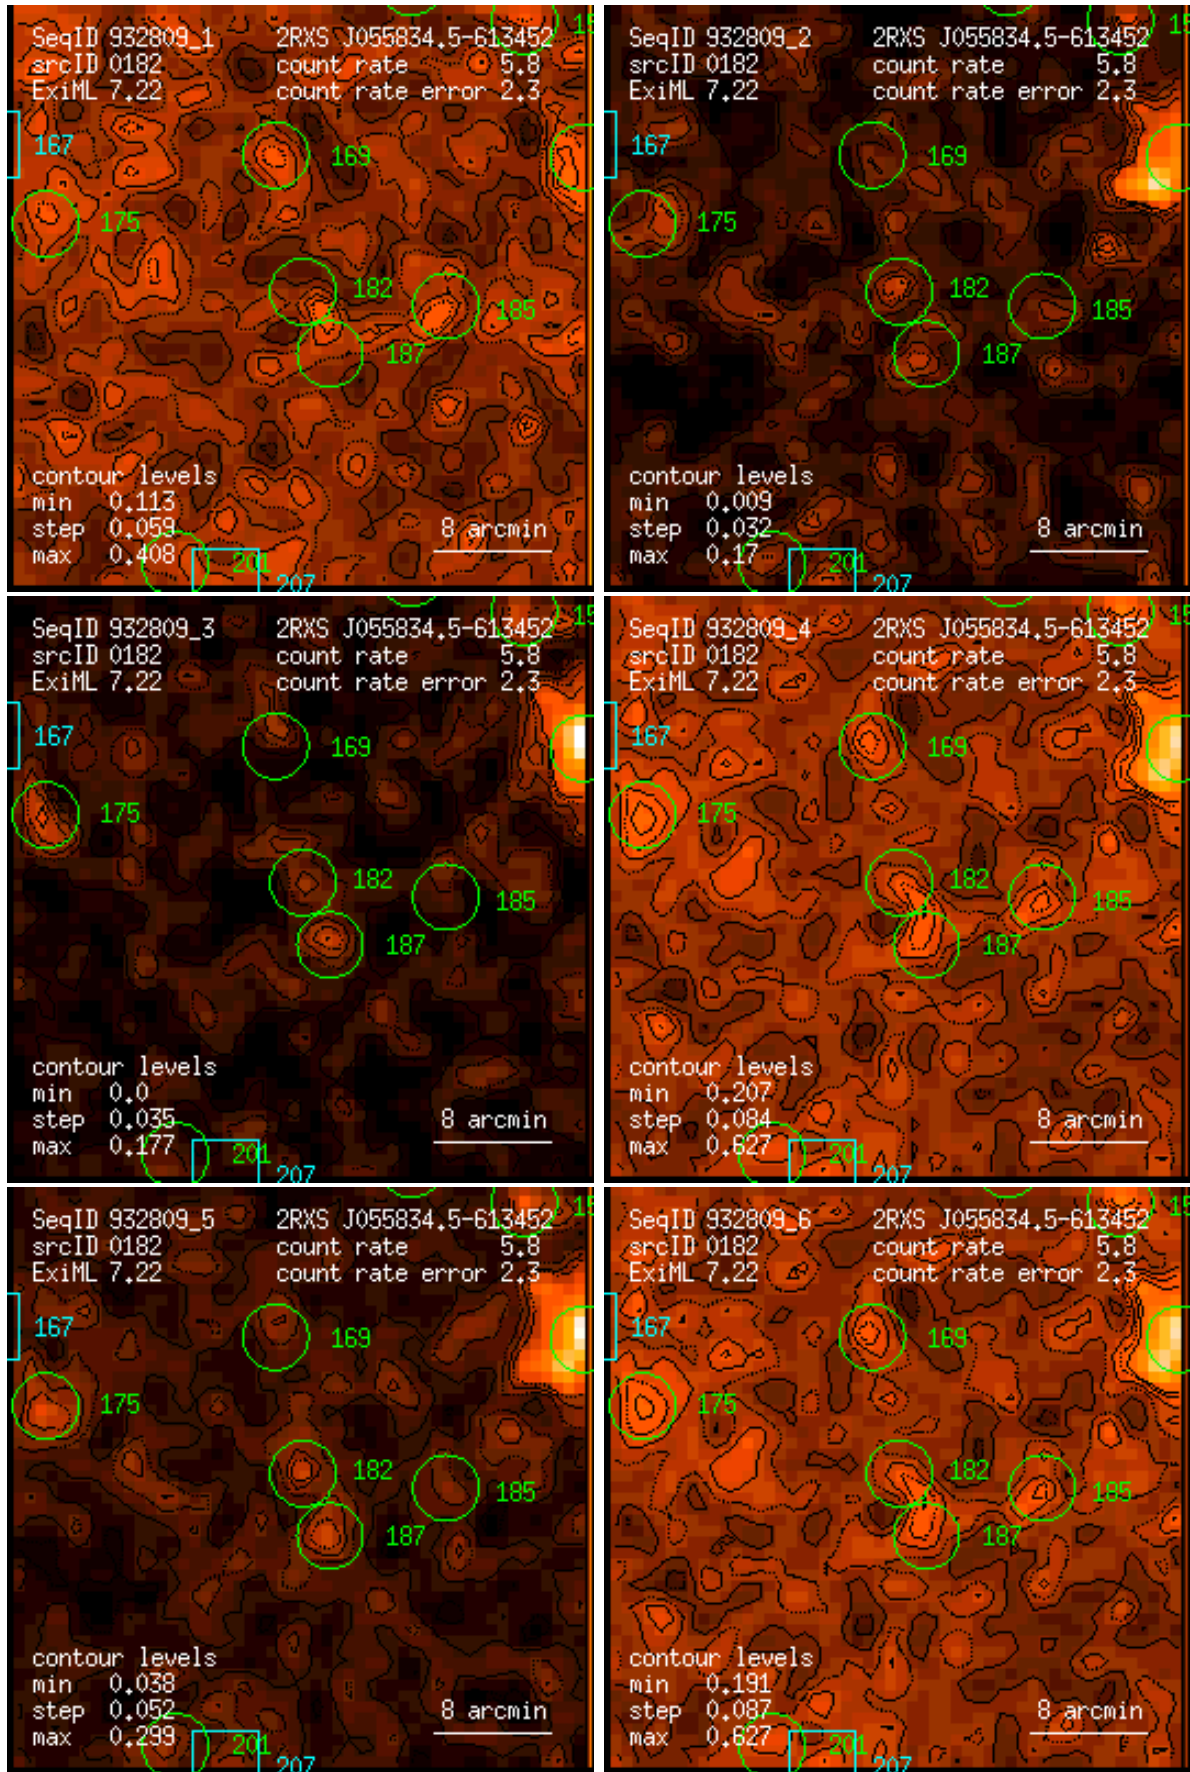 SeqID 932809_1 2RXS J055834.5-613452
srcID 0182 count rate 5.8
ExiML 7.22 count rate error 2.3
15
167
169
175
182
185
187
contour levels
min 0.113
step 0.059
max 0.408
8 arcmin
201
207
SeqID 932809_2 2RXS J055834.5-613452
srcID 0182 count rate 5.8
ExiML 7.22 count rate error 2.3
15
167
169
175
182
185
187
contour levels
min 0.009
step 0.032
max 0.17
8 arcmin
201
207
SeqID 932809_3 2RXS J055834.5-613452
srcID 0182 count rate 5.8
ExiML 7.22 count rate error 2.3
15
167
169
175
182
185
187
contour levels
min 0.0
step 0.035
max 0.177
8 arcmin
201
207
SeqID 932809_4 2RXS J055834.5-613452
srcID 0182 count rate 5.8
ExiML 7.22 count rate error 2.3
15
167
169
175
182
185
187
contour levels
min 0.207
step 0.084
max 0.627
8 arcmin
201
207
SeqID 932809_5 2RXS J055834.5-613452
srcID 0182 count rate 5.8
ExiML 7.22 count rate error 2.3
15
167
169
175
182
185
187
contour levels
min 0.038
step 0.052
max 0.299
8 arcmin
201
207
SeqID 932809_6 2RXS J055834.5-613452
srcID 0182 count rate 5.8
ExiML 7.22 count rate error 2.3
15
167
169
175
182
185
187
contour levels
min 0.191
step 0.087
max 0.627
8 arcmin
201
207